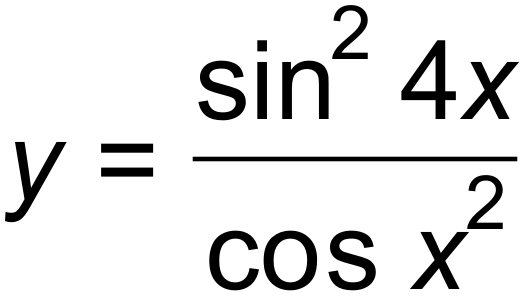 y = sin² 4x / cos x²